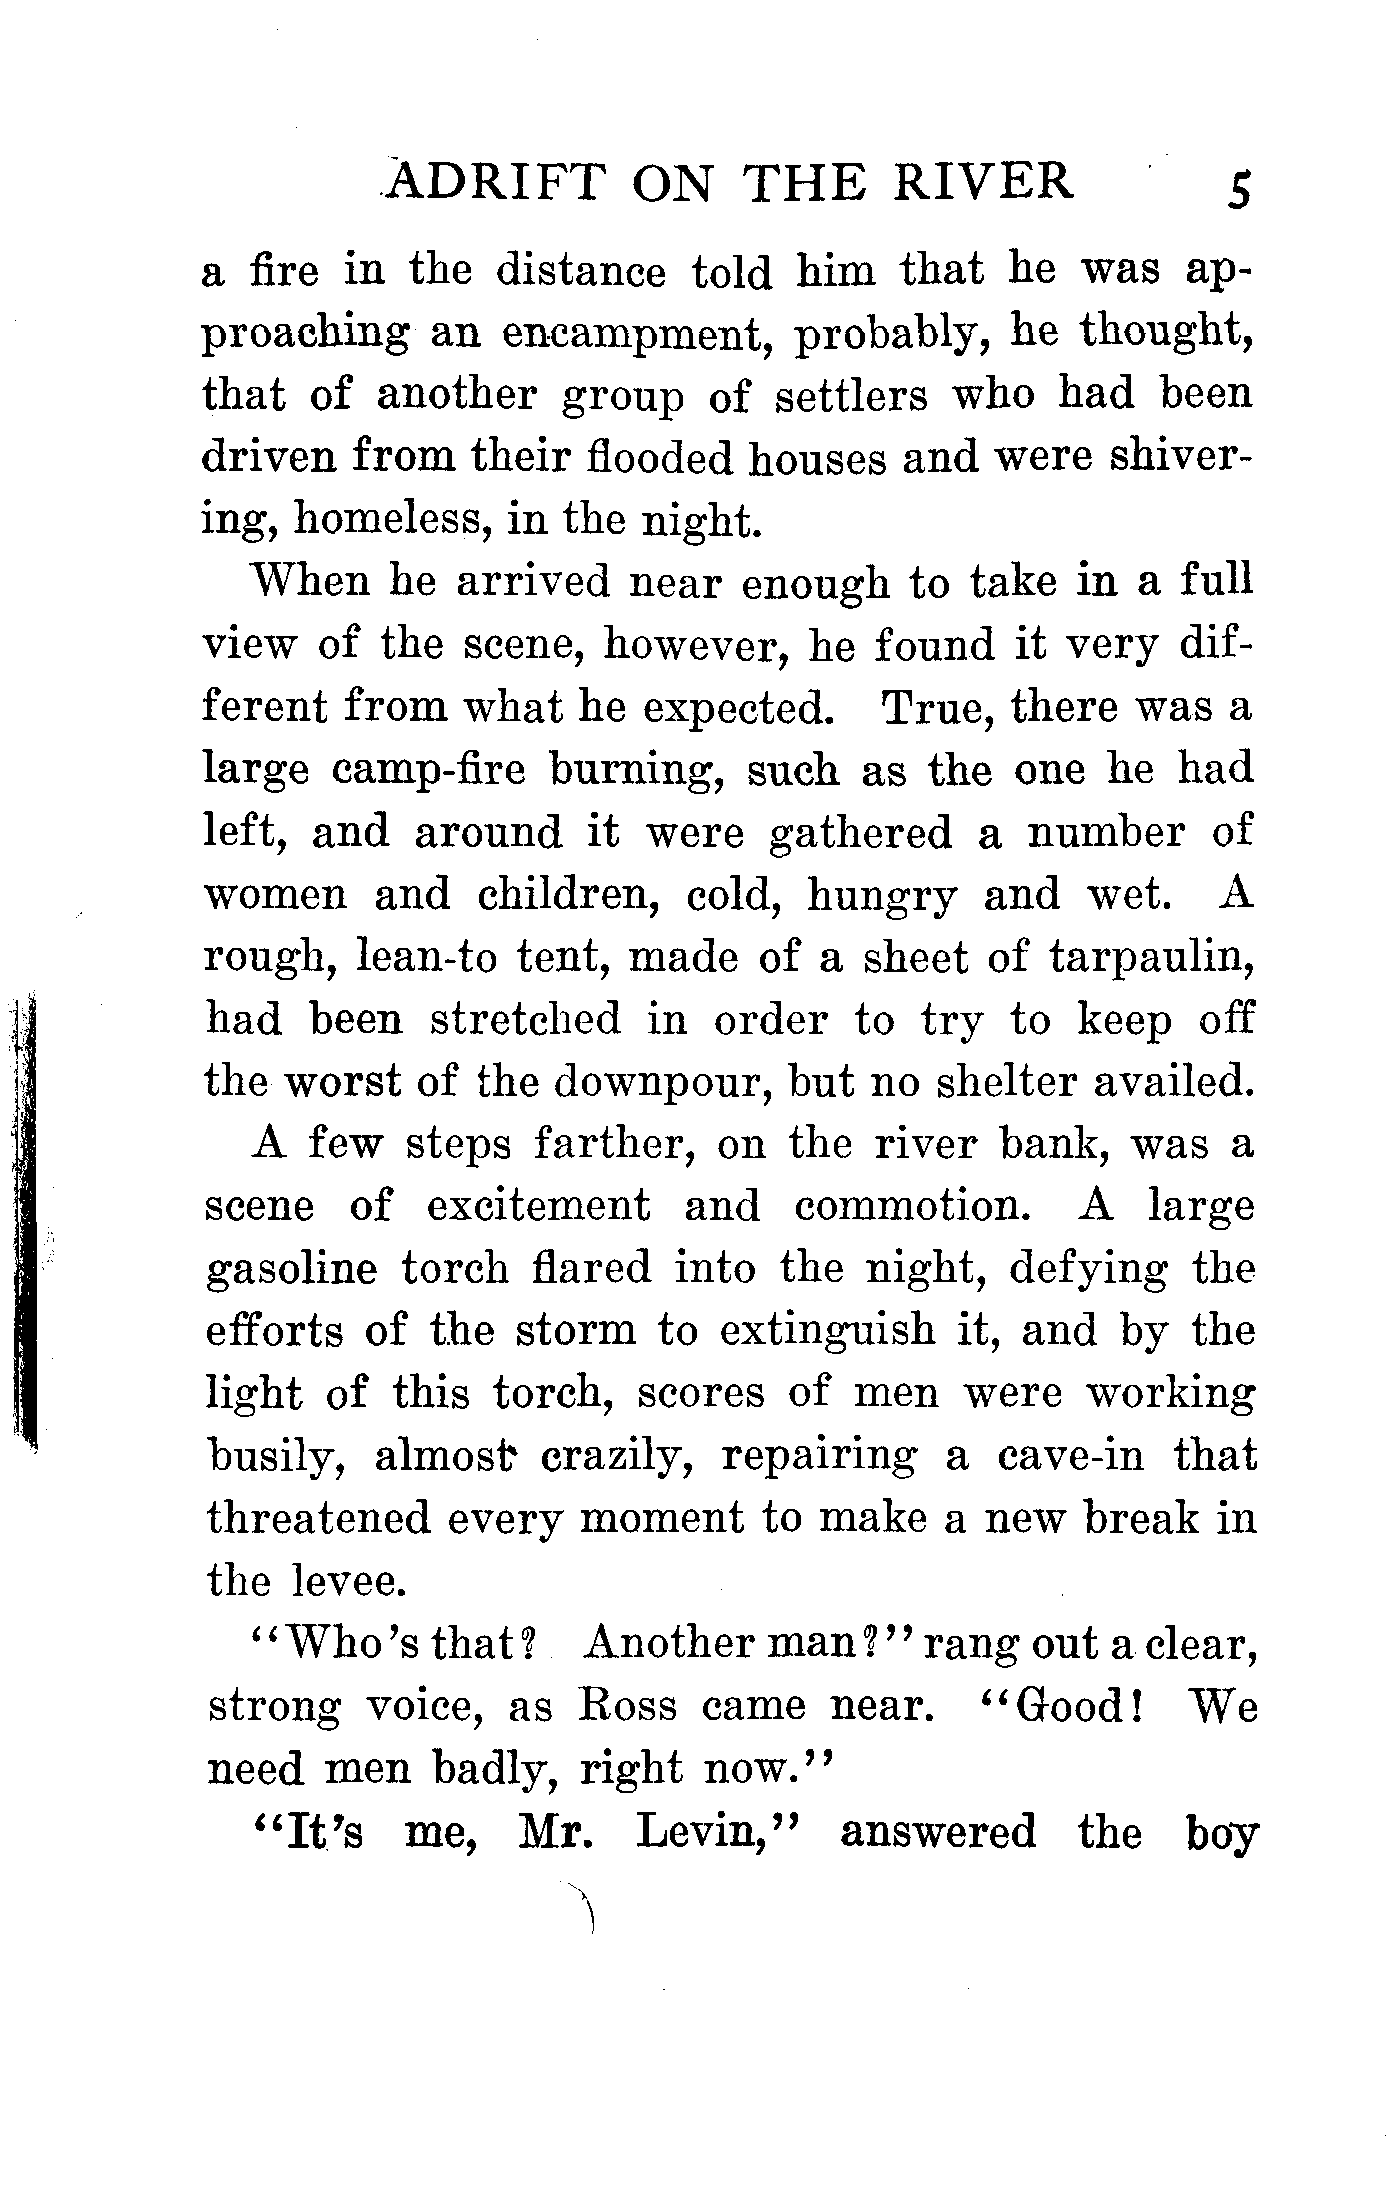 ADRIFT ON THE RIVER 5
a fire in the distance told him that he was ap-
proaching an encampment, probably, he thought,
that of another group of settlers who had been
driven from their flooded houses and were shiver-
ing, homeless, in the night.
When he arrived near enough to take in a full
view of the scene, however, he found it very dif-
ferent from what he expected. True, there was a
large camp-fire burning, such as the one he had
left, and around it were gathered a number of
women and children, cold, hungry and wet. A
rough, lean-to tent, made of a sheet of tarpaulin,
had been stretched in order to try to keep off
the worst of the downpour, but no shelter availed.
A few steps farther, on the river bank, was a
scene of excitement and commotion. A large
gasoline torch flared into the night, defying the
efforts of the storm to extinguish it, and by the
light of this torch, scores of men were working
busily, almost crazily, repairing a cave-in that
threatened every moment to make a new break in
the levee.
"Who's that? Another man?" rang out a clear,
strong voice, as Ross came near. "Good! We
need men badly, right now."
"It's me, Mr. Levin," answered the boy